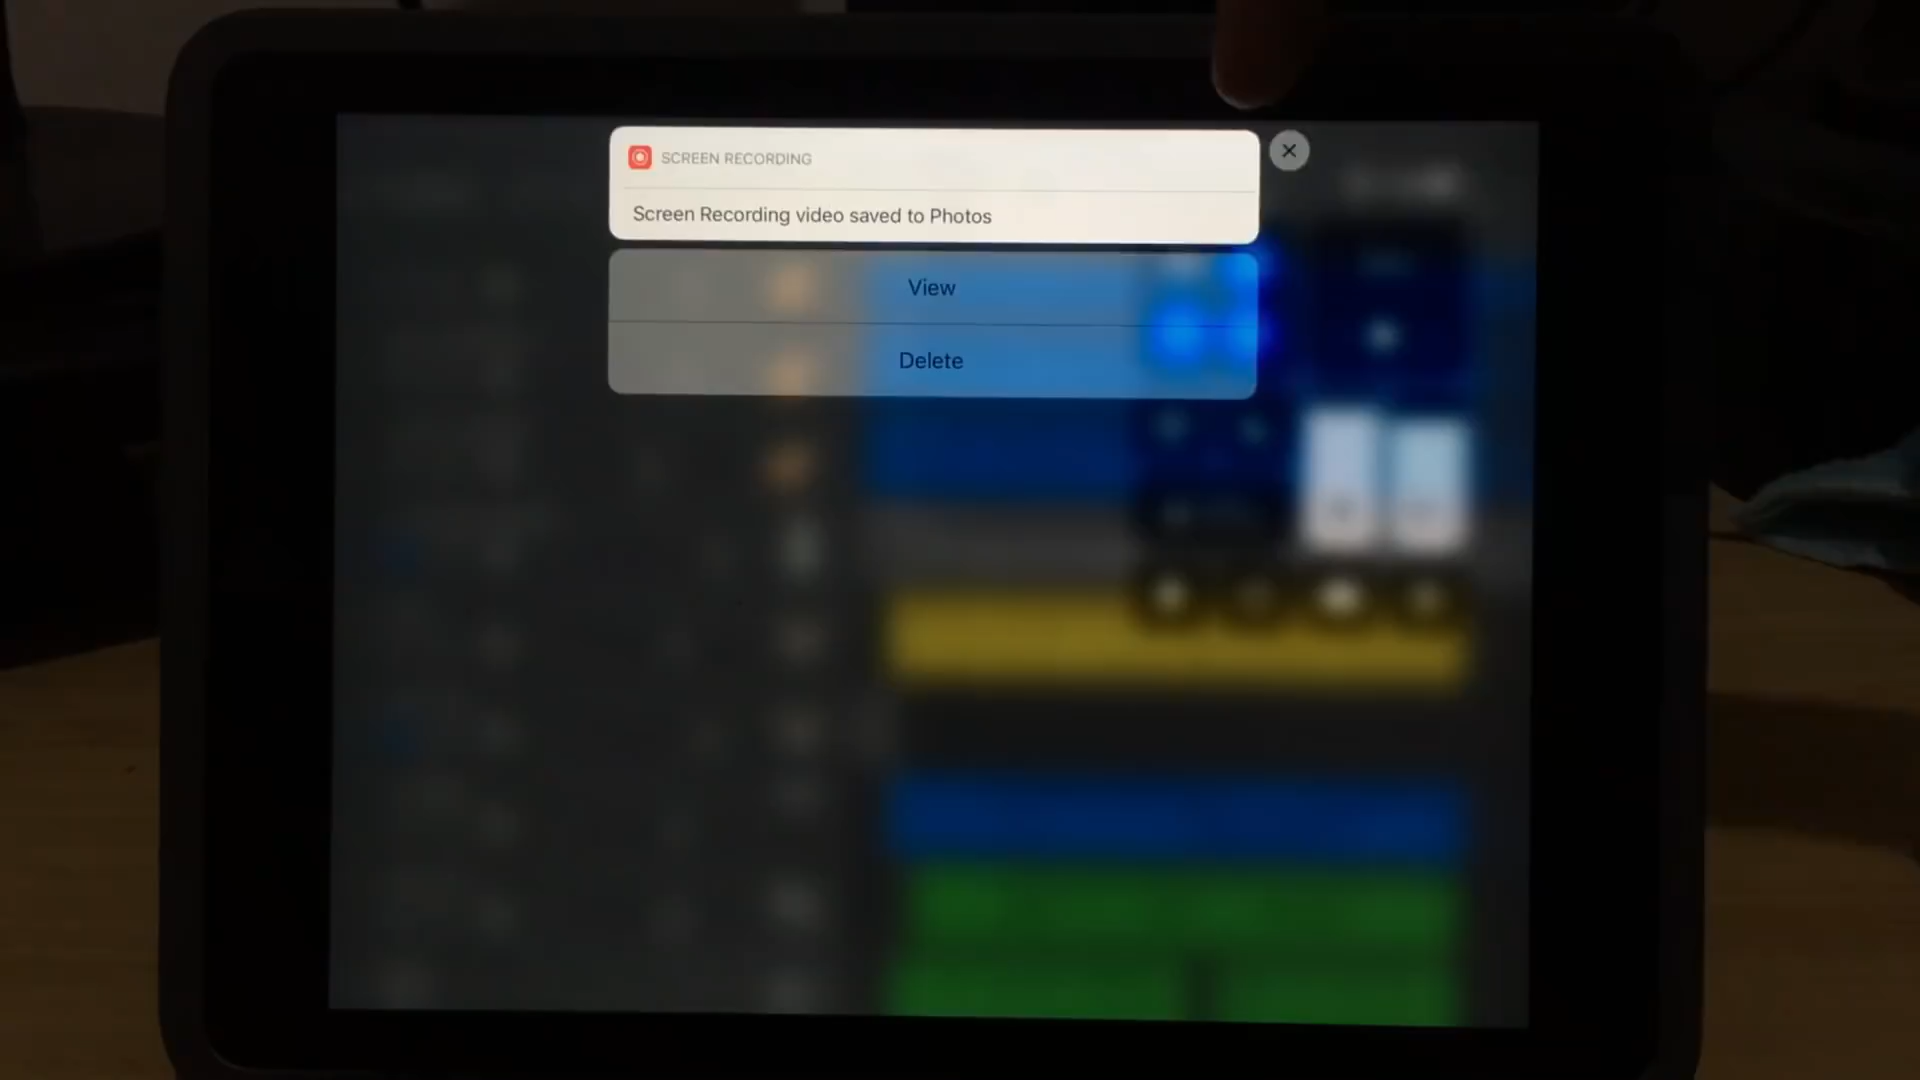 SCREEN RECORDING
Screen Recording video saved to Photos
View
Delete